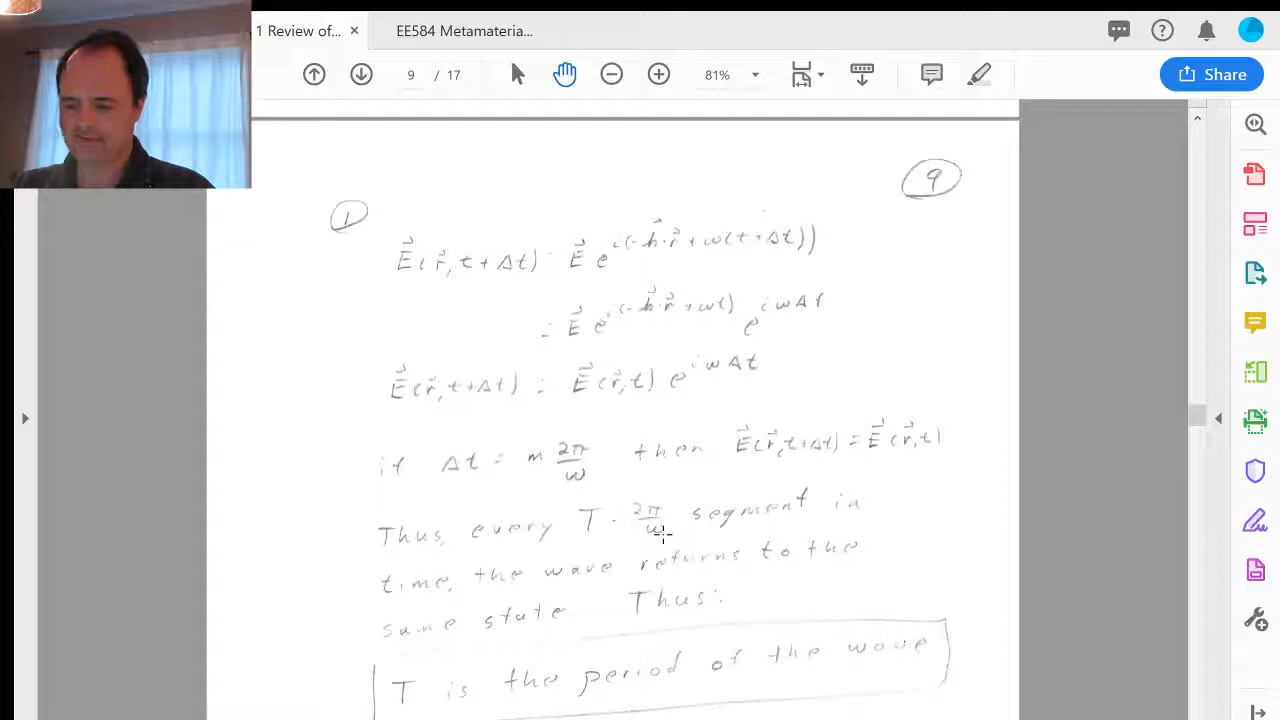 1 Review of... ×
EE584 Metamateria...
9 / 17
81%
Share
9
1
E⃗(r⃗, t + Δt) = E⃗ e^{i(-k⃗·r⃗ + ω(t+Δt))}
= E⃗ e^{i(-k⃗·r⃗ + ωt)} e^{iωΔt}
E⃗(r⃗, t+Δt) = E⃗(r⃗, t) e^{iωΔt}
if Δt = m 2π/ω then E⃗(r⃗, t+Δt) = E⃗(r⃗, t)
Thus, every T = 2π/ω segment in
time, the wave returns to the
same state. Thus:
T is the period of the wave